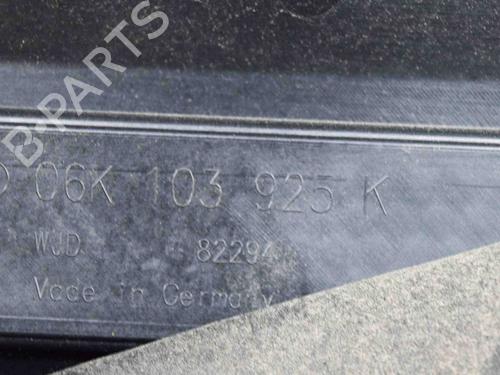 B-PARTS
06K 103 925 K
WJD 82294
Made in Germany